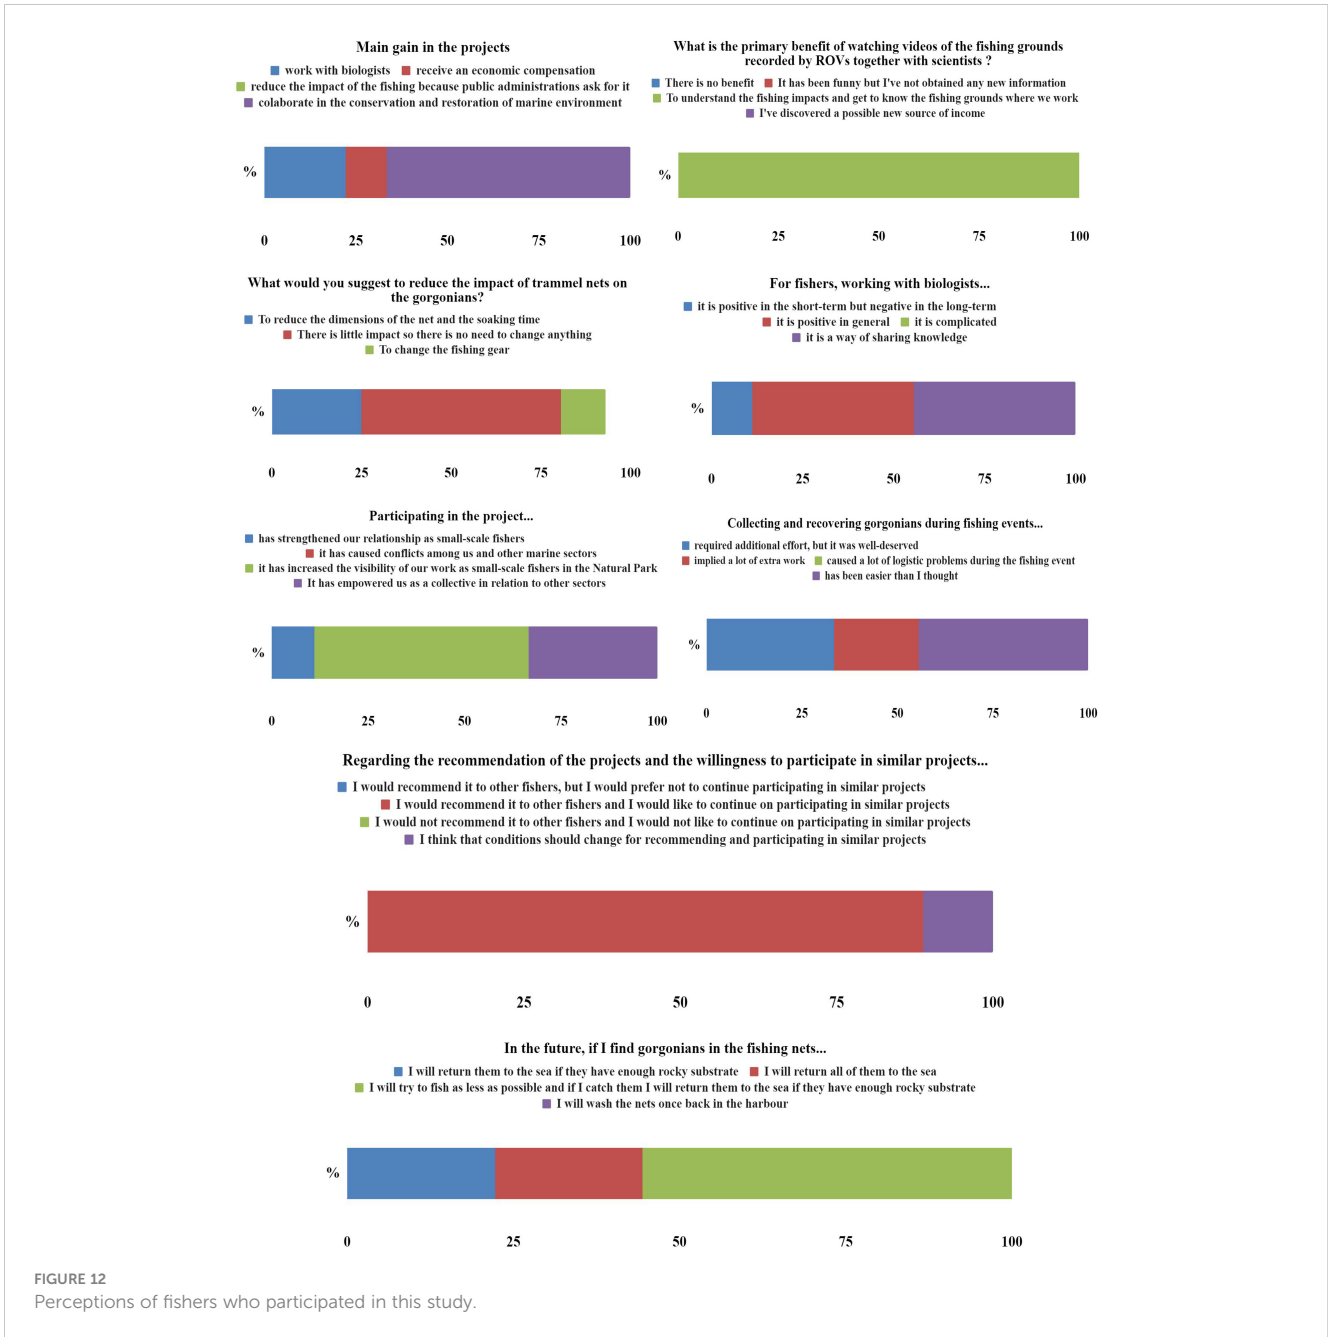 Main gain in the projects
work with biologists receive an economic compensation
reduce the impact of the fishing because public administrations ask for it
colaborate in the conservation and restoration of marine environment
%
0 25 50 75 100
What is the primary benefit of watching videos of the fishing grounds
recorded by ROVs together with scientists ?
There is no benefit It has been funny but I've not obtained any new information
To understand the fishing impacts and get to know the fishing grounds where we work
I've discovered a possible new source of income
%
0 25 50 75 100
What would you suggest to reduce the impact of trammel nets on
the gorgonians?
To reduce the dimensions of the net and the soaking time
There is little impact so there is no need to change anything
To change the fishing gear
%
0 25 50 75 100
For fishers, working with biologists...
it is positive in the short-term but negative in the long-term
it is positive in general it is complicated
it is a way of sharing knowledge
%
0 25 50 75 100
Participating in the project...
has strengthened our relationship as small-scale fishers
it has caused conflicts among us and other marine sectors
it has increased the visibility of our work as small-scale fishers in the Natural Park
It has empowered us as a collective in relation to other sectors
%
0 25 50 75 100
Collecting and recovering gorgonians during fishing events...
required additional effort, but it was well-deserved
implied a lot of extra work caused a lot of logistic problems during the fishing event
has been easier than I thought
%
0 25 50 75 100
Regarding the recommendation of the projects and the willingness to participate in similar projects...
I would recommend it to other fishers, but I would prefer not to continue participating in similar projects
I would recommend it to other fishers and I would like to continue on participating in similar projects
I would not recommend it to other fishers and I would not like to continue on participating in similar projects
I think that conditions should change for recommending and participating in similar projects
%
0 25 50 75 100
In the future, if I find gorgonians in the fishing nets...
I will return them to the sea if they have enough rocky substrate I will return all of them to the sea
I will try to fish as less as possible and if I catch them I will return them to the sea if they have enough rocky substrate
I will wash the nets once back in the harbour
%
0 25 50 75 100
FIGURE 12
Perceptions of fishers who participated in this study.